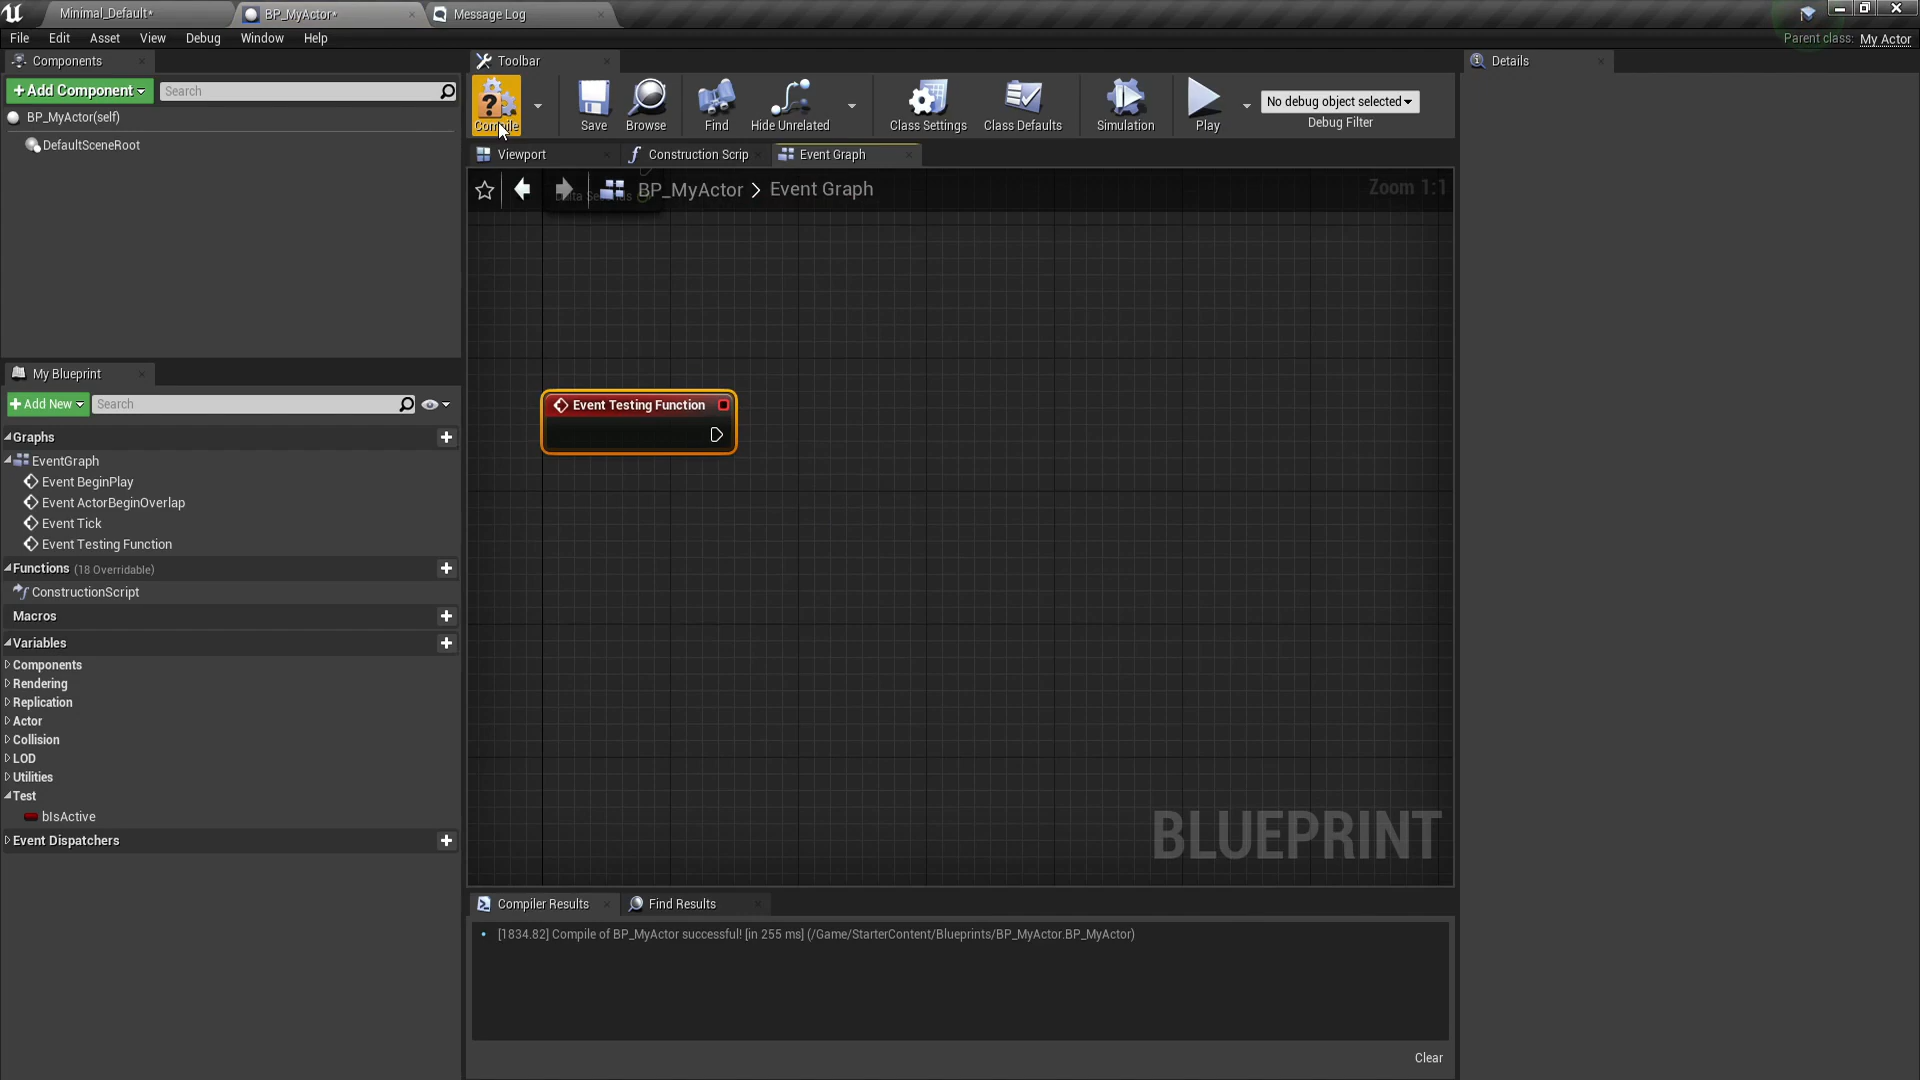 Minimal_Default*
BP_MyActor*
Message Log
File Edit Asset View Debug Window Help
Parent class: My Actor
Components
+Add Component
Search
BP_MyActor(self)
DefaultSceneRoot
My Blueprint
+Add New
Search
Graphs
EventGraph
Event BeginPlay
Event ActorBeginOverlap
Event Tick
Event Testing Function
Functions (18 Overridable)
ConstructionScript
Macros
Variables
Components
Rendering
Replication
Actor
Collision
LOD
Utilities
Test
bIsActive
Event Dispatchers
Toolbar
Compile
Save
Browse
Find
Hide Unrelated
Class Settings
Class Defaults
Simulation
Play
No debug object selected
Debug Filter
Viewport
Construction Scrip
Event Graph
BP_MyActor > Event Graph
Zoom 1:1
Delta Seconds
Event Testing Function
BLUEPRINT
Compiler Results
Find Results
[1834.82] Compile of BP_MyActor successful! [in 255 ms] (/Game/StarterContent/Blueprints/BP_MyActor.BP_MyActor)
Clear
Details